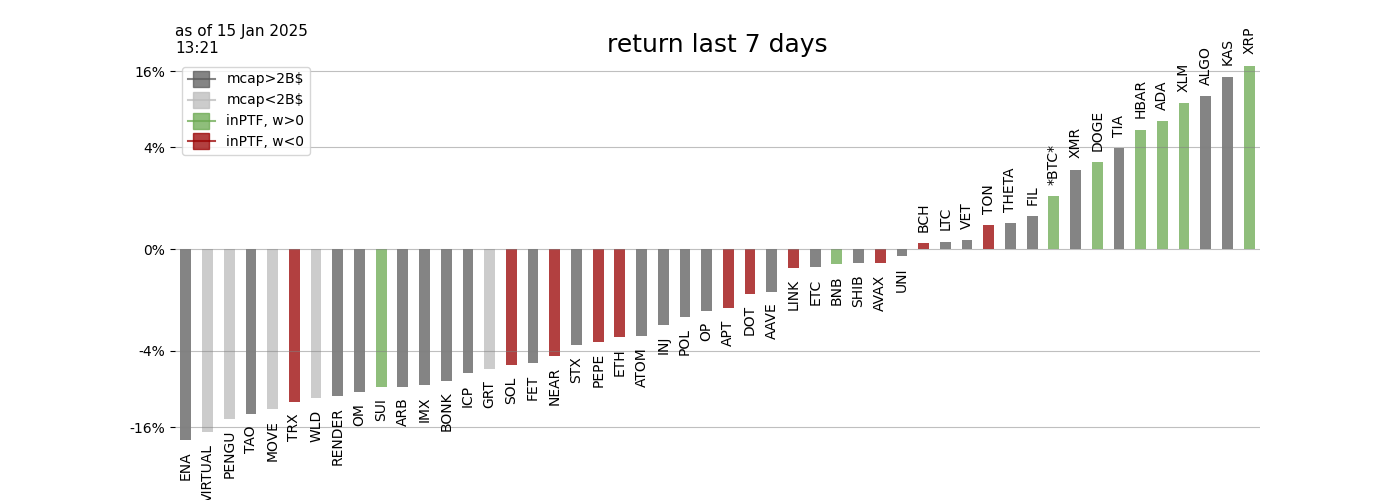 as of 15 Jan 2025
13:21
return last 7 days
mcap>2B$
mcap<2B$
inPTF, w>0
inPTF, w<0
16%
4%
0%
-4%
-16%
ENA
VIRTUAL
PENGU
TAO
MOVE
TRX
WLD
RENDER
OM
SUI
ARB
IMX
BONK
ICP
GRT
SOL
FET
NEAR
STX
PEPE
ETH
ATOM
INJ
POL
OP
APT
DOT
AAVE
LINK
ETC
BNB
SHIB
AVAX
UNI
BCH
LTC
VET
TON
THETA
FIL
*BTC*
XMR
DOGE
TIA
HBAR
ADA
XLM
ALGO
KAS
XRP